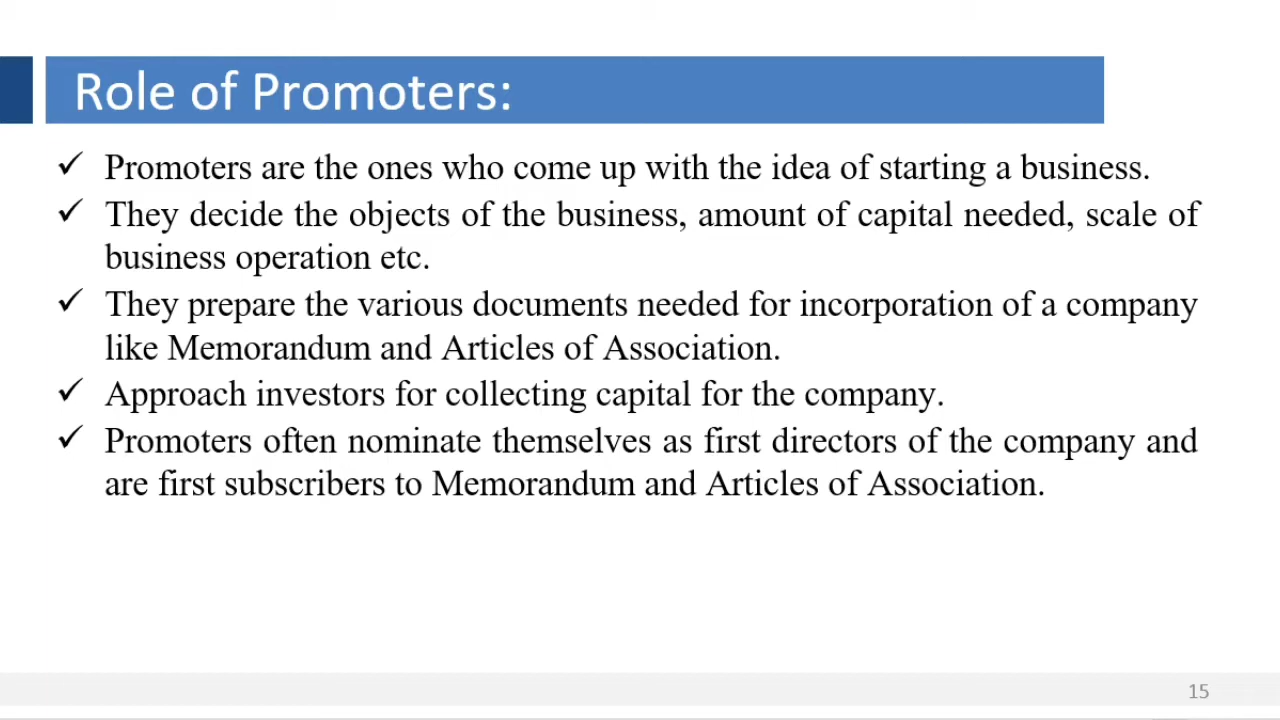 Role of Promoters:
✓ Promoters are the ones who come up with the idea of starting a business.
✓ They decide the objects of the business, amount of capital needed, scale of
business operation etc.
✓ They prepare the various documents needed for incorporation of a company
like Memorandum and Articles of Association.
✓ Approach investors for collecting capital for the company.
✓ Promoters often nominate themselves as first directors of the company and
are first subscribers to Memorandum and Articles of Association.
15